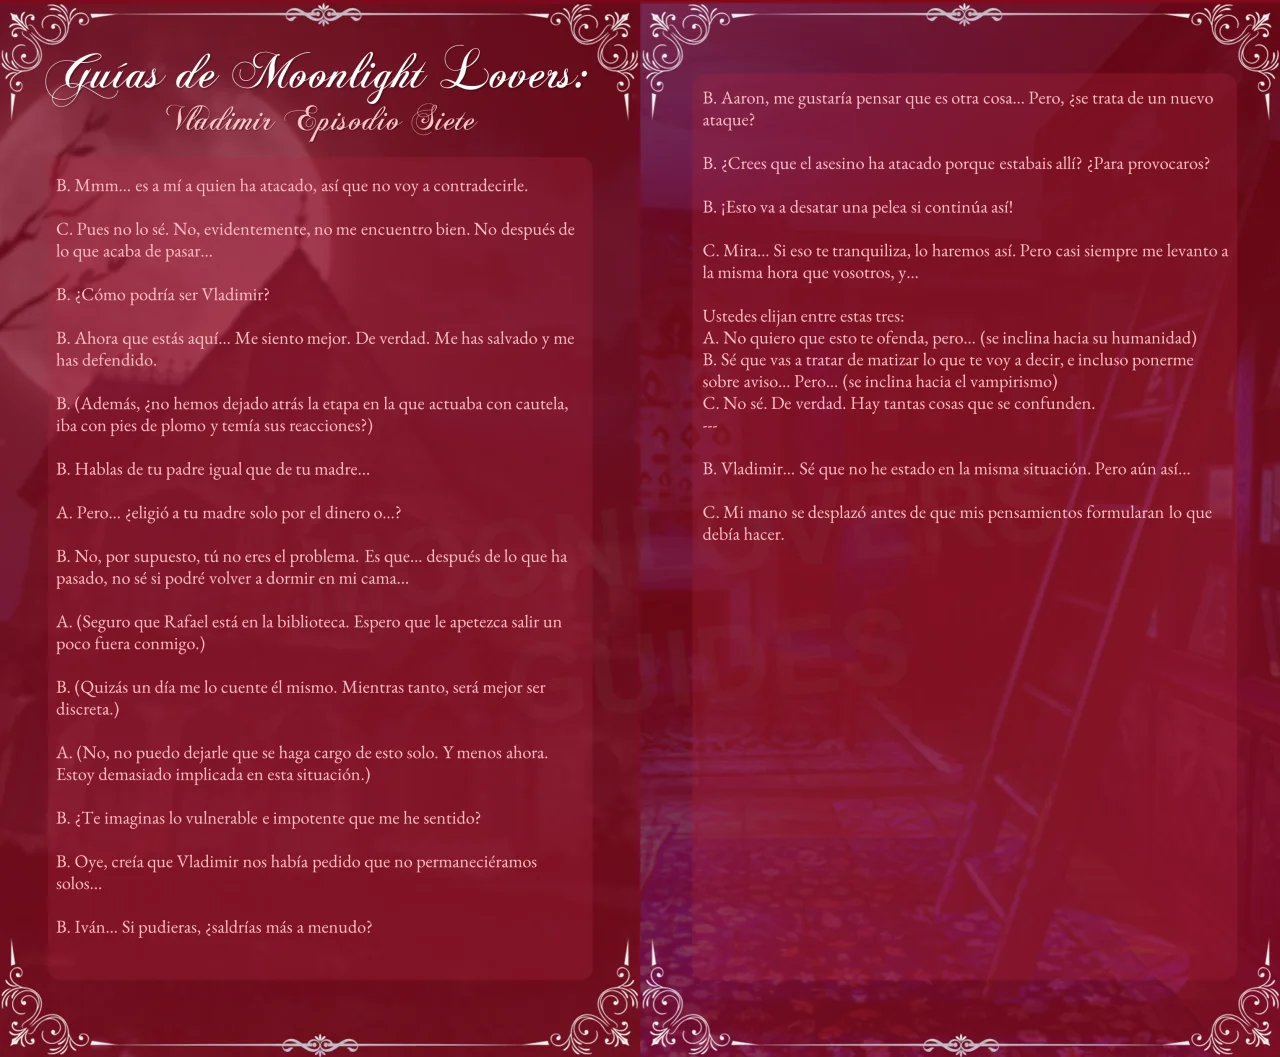 Guías de Moonlight Lovers:
Vladimir Episodio Siete
B. Mmm... es a mí a quien ha atacado, así que no voy a contradecirle.
C. Pues no lo sé. No, evidentemente, no me encuentro bien. No después de
lo que acaba de pasar...
B. ¿Cómo podría ser Vladimir?
B. Ahora que estás aquí... Me siento mejor. De verdad. Me has salvado y me
has defendido.
B. (Además, ¿no hemos dejado atrás la etapa en la que actuaba con cautela,
iba con pies de plomo y temía sus reacciones?)
B. Hablas de tu padre igual que de tu madre...
A. Pero... ¿eligió a tu madre solo por el dinero o...?
B. No, por supuesto, tú no eres el problema. Es que... después de lo que ha
pasado, no sé si podré volver a dormir en mi cama...
A. (Seguro que Rafael está en la biblioteca. Espero que le apetezca salir un
poco fuera conmigo.)
B. (Quizás un día me lo cuente él mismo. Mientras tanto, será mejor ser
discreta.)
A. (No, no puedo dejarle que se haga cargo de esto solo. Y menos ahora.
Estoy demasiado implicada en esta situación.)
B. ¿Te imaginas lo vulnerable e impotente que me he sentido?
B. Oye, creía que Vladimir nos había pedido que no permaneciéramos
solos...
B. Iván... Si pudieras, ¿saldrías más a menudo?
B. Aaron, me gustaría pensar que es otra cosa... Pero, ¿se trata de un nuevo
ataque?
B. ¿Crees que el asesino ha atacado porque estabais allí? ¿Para provocaros?
B. ¡Esto va a desatar una pelea si continúa así!
C. Mira... Si eso te tranquiliza, lo haremos así. Pero casi siempre me levanto a
la misma hora que vosotros, y...
Ustedes elijan entre estas tres:
A. No quiero que esto te ofenda, pero... (se inclina hacia su humanidad)
B. Sé que vas a tratar de matizar lo que te voy a decir, e incluso ponerme
sobre aviso... Pero... (se inclina hacia el vampirismo)
C. No sé. De verdad. Hay tantas cosas que se confunden.
---
B. Vladimir... Sé que no he estado en la misma situación. Pero aún así...
C. Mi mano se desplazó antes de que mis pensamientos formularan lo que
debía hacer.
MOONLOVERS
GUIDES